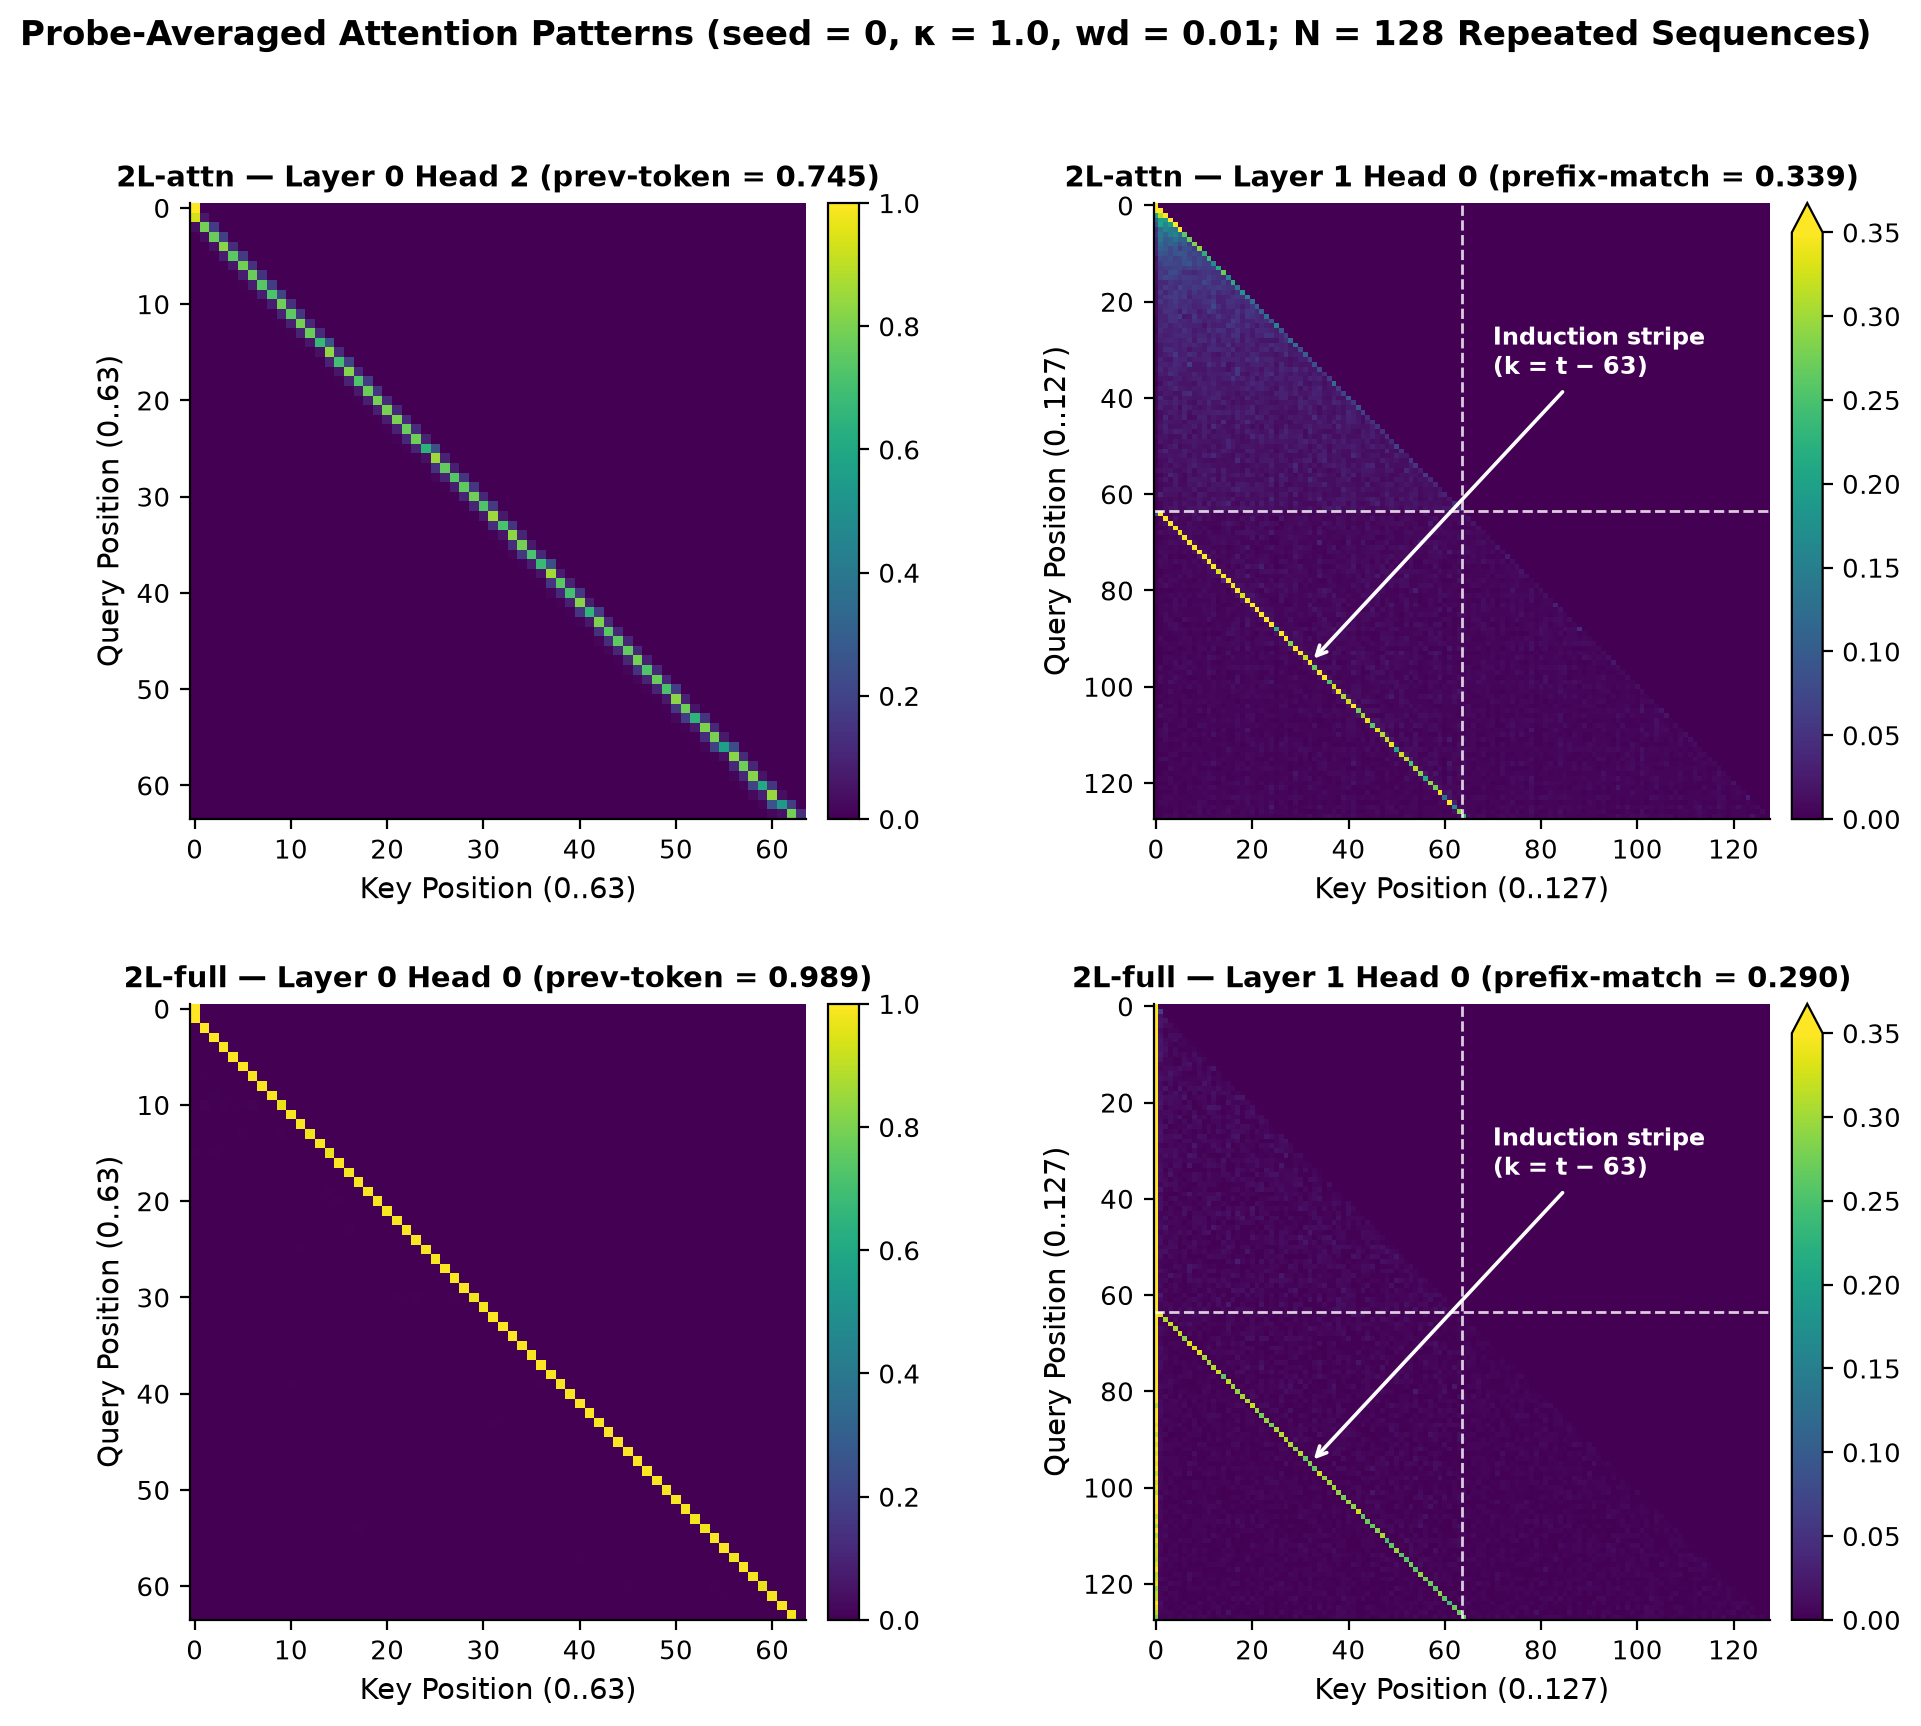 Probe-Averaged Attention Patterns (seed = 0, κ = 1.0, wd = 0.01; N = 128 Repeated Sequences)
2L-attn — Layer 0 Head 2 (prev-token = 0.745)
0
10
20
30
40
50
60
Query Position (0..63)
0 10 20 30 40 50 60
Key Position (0..63)
1.0
0.8
0.6
0.4
0.2
0.0
2L-attn — Layer 1 Head 0 (prefix-match = 0.339)
0
20
40
60
80
100
120
Query Position (0..127)
Induction stripe
(k = t − 63)
0 20 40 60 80 100 120
Key Position (0..127)
0.35
0.30
0.25
0.20
0.15
0.10
0.05
0.00
2L-full — Layer 0 Head 0 (prev-token = 0.989)
0
10
20
30
40
50
60
Query Position (0..63)
0 10 20 30 40 50 60
Key Position (0..63)
1.0
0.8
0.6
0.4
0.2
0.0
2L-full — Layer 1 Head 0 (prefix-match = 0.290)
0
20
40
60
80
100
120
Query Position (0..127)
Induction stripe
(k = t − 63)
0 20 40 60 80 100 120
Key Position (0..127)
0.35
0.30
0.25
0.20
0.15
0.10
0.05
0.00